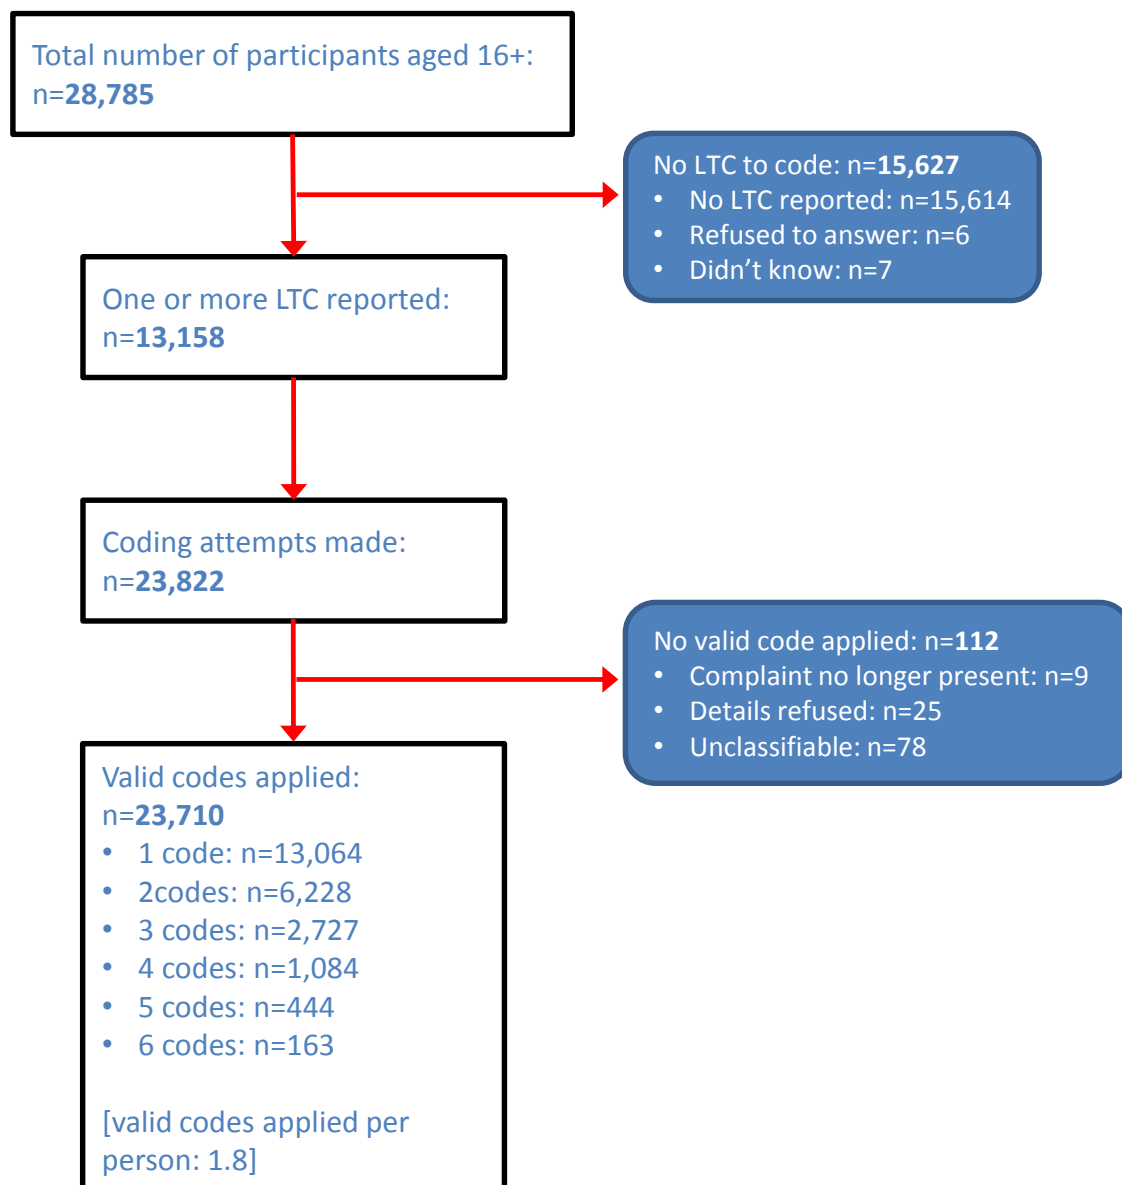 Total number of participants aged 16+:
n=28,785
No LTC to code: n=15,627
• No LTC reported: n=15,614
• Refused to answer: n=6
• Didn’t know: n=7
One or more LTC reported:
n=13,158
Coding attempts made:
n=23,822
No valid code applied: n=112
• Complaint no longer present: n=9
• Details refused: n=25
• Unclassifiable: n=78
Valid codes applied:
n=23,710
• 1 code: n=13,064
• 2codes: n=6,228
• 3 codes: n=2,727
• 4 codes: n=1,084
• 5 codes: n=444
• 6 codes: n=163
[valid codes applied per
person: 1.8]